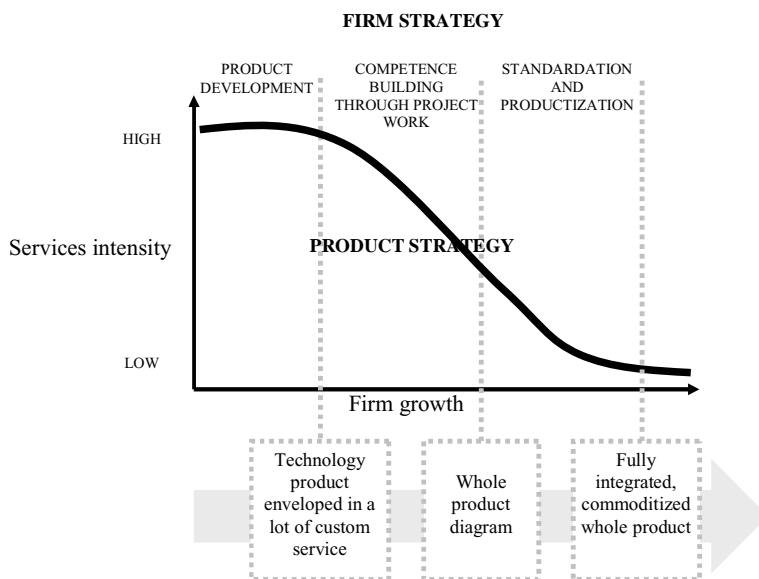 FIRM STRATEGY
PRODUCT
DEVELOPMENT
COMPETENCE
BUILDING
THROUGH PROJECT
WORK
STANDARDATION
AND
PRODUCTIZATION
HIGH
Services intensity
PRODUCT STRATEGY
LOW
Firm growth
Technology
product
enveloped in a
lot of custom
service
Whole
product
diagram
Fully
integrated,
commoditized
whole product